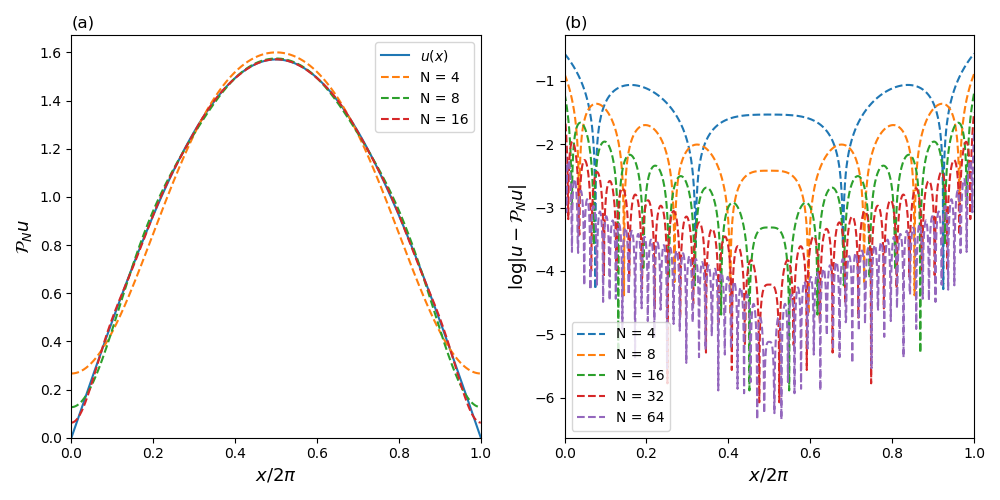 (a)
u(x)
N = 4
N = 8
N = 16
1.6
1.4
1.2
1.0
0.8
0.6
0.4
0.2
0.0
𝒫_N u
0.0 0.2 0.4 0.6 0.8 1.0
x/2π
(b)
−1
−2
−3
−4
−5
−6
log|u − 𝒫_N u|
N = 4
N = 8
N = 16
N = 32
N = 64
0.0 0.2 0.4 0.6 0.8 1.0
x/2π